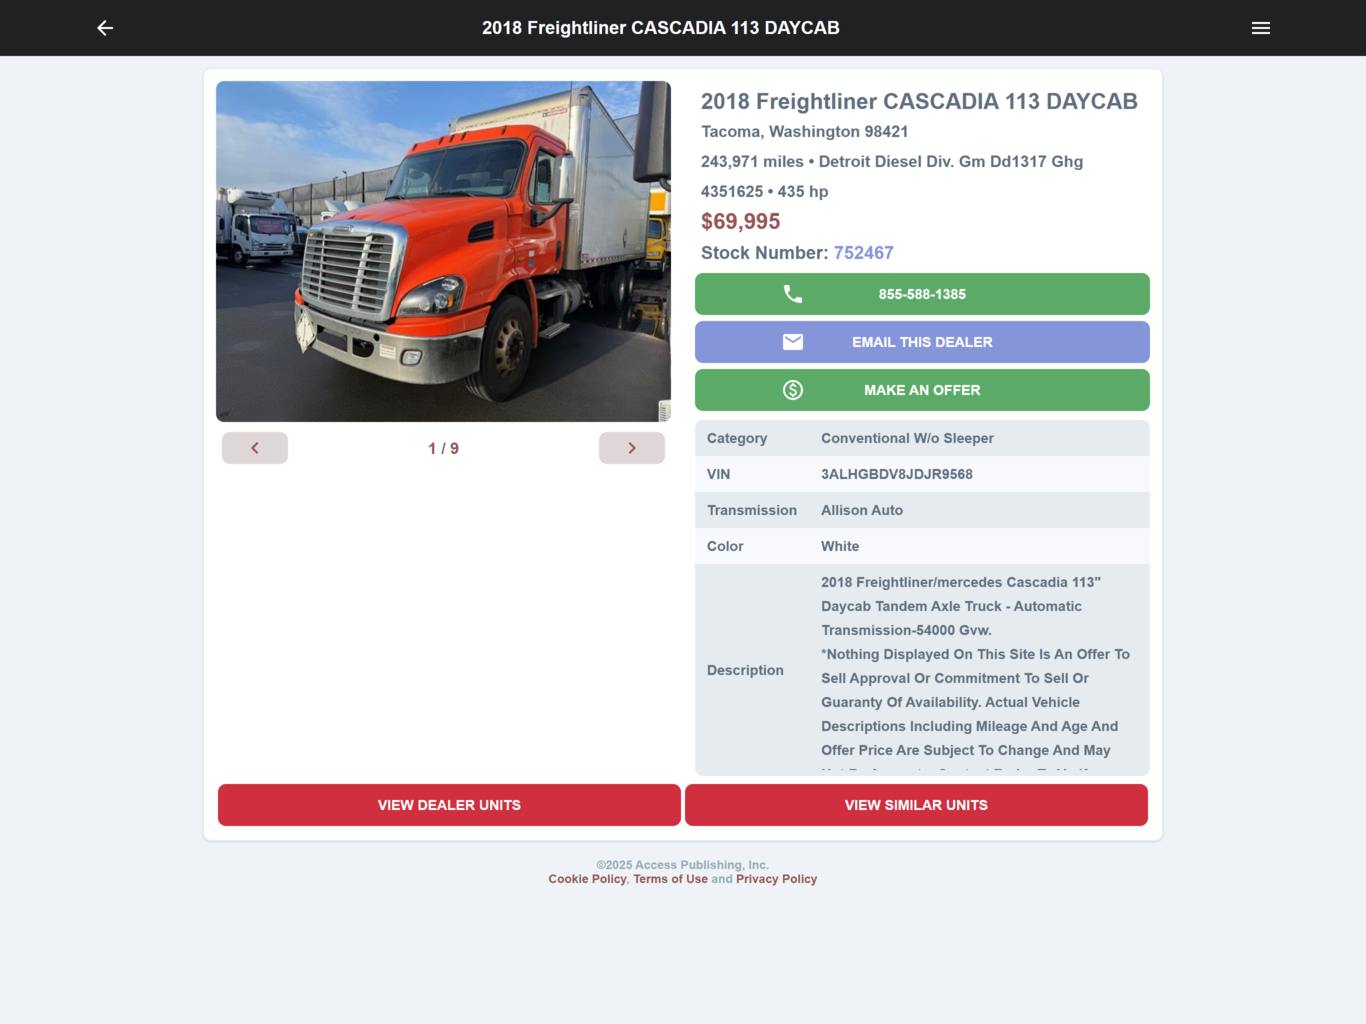 2018 Freightliner CASCADIA 113 DAYCAB
2018 Freightliner CASCADIA 113 DAYCAB
Tacoma, Washington 98421
243,971 miles • Detroit Diesel Div. Gm Dd1317 Ghg
4351625 • 435 hp
$69,995
Stock Number: 752467
855-588-1385
EMAIL THIS DEALER
MAKE AN OFFER
1 / 9
Category Conventional W/o Sleeper
VIN 3ALHGBDV8JDJR9568
Transmission Allison Auto
Color White
Description
2018 Freightliner/mercedes Cascadia 113"
Daycab Tandem Axle Truck - Automatic
Transmission-54000 Gvw.
*Nothing Displayed On This Site Is An Offer To
Sell Approval Or Commitment To Sell Or
Guaranty Of Availability. Actual Vehicle
Descriptions Including Mileage And Age And
Offer Price Are Subject To Change And May
VIEW DEALER UNITS
VIEW SIMILAR UNITS
©2025 Access Publishing, Inc.
Cookie Policy, Terms of Use and Privacy Policy